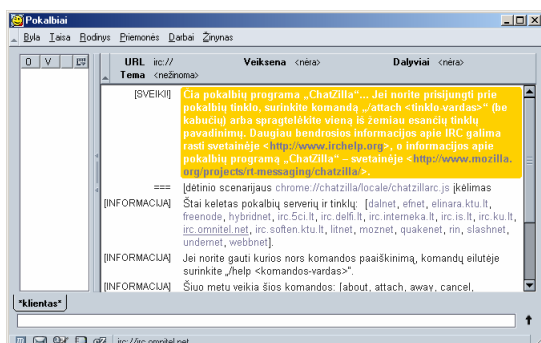 Pokalbiai
Byla Taisa Rodinys Priemonės Darbai Žinynas
O V
URL irc:// Veiksena <nėra> Dalyviai <nėra>
Tema <nežinoma>
[SVEIKI!] Čia pokalbių programa „ChatZilla“... Jei norite prisijungti prie
pokalbių tinklo, surinkite komandą „/attach <tinklo-vardas>“ (be
kabučių) arba spragtelėkite vieną iš žemiau esančių tinklų
pavadinimų. Daugiau bendrosios informacijos apie IRC galima
rasti svetainėje <http://www.irchelp.org>, o informacijos apie
pokalbių programą „ChatZilla“ – svetainėje <http://www.mozilla.
org/projects/rt-messaging/chatzilla/>.
=== Įdėtinio scenarijaus chrome://chatzilla/locale/chatzillarc.js įkėlimas
[INFORMACIJA] Štai keletas pokalbių serverių ir tinklų: [dalnet, efnet, elinara.ktu.lt,
freenode, hybridnet, irc.5ci.lt, irc.delfi.lt, irc.interneka.lt, irc.is.lt, irc.ku.lt,
irc.omnitel.net, irc.soften.ktu.lt, litnet, moznet, quakenet, rin, slashnet,
undernet, webbnet].
[INFORMACIJA] Jei norite gauti kurios nors komandos paaiškinimą, komandų eilutėje
surinkite „/help <komandos-vardas>“.
[INFORMACIJA] Šiuo metu veikia šios komandos: [about, attach, away, cancel,
*klientas*
irc://irc.omnitel.net